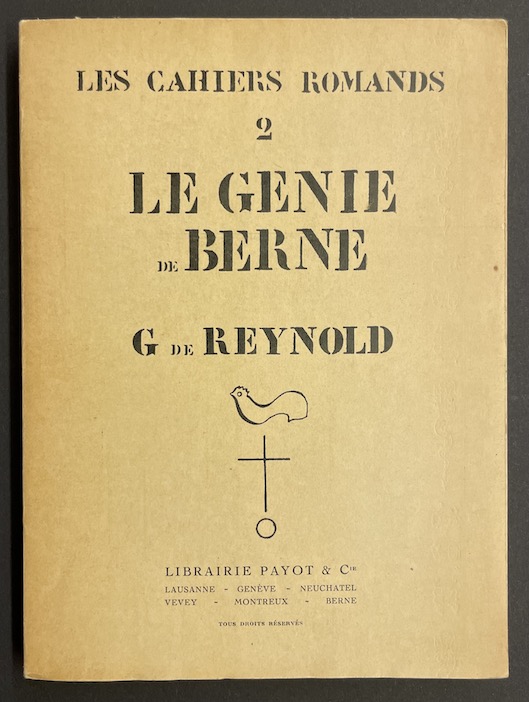 LES CAHIERS ROMANDS
2
LE GENIE
DE BERNE
G DE REYNOLD
LIBRAIRIE PAYOT & CIE
LAUSANNE - GENÈVE - NEUCHATEL
VEVEY - MONTREUX - BERNE
TOUS DROITS RÉSERVÉS